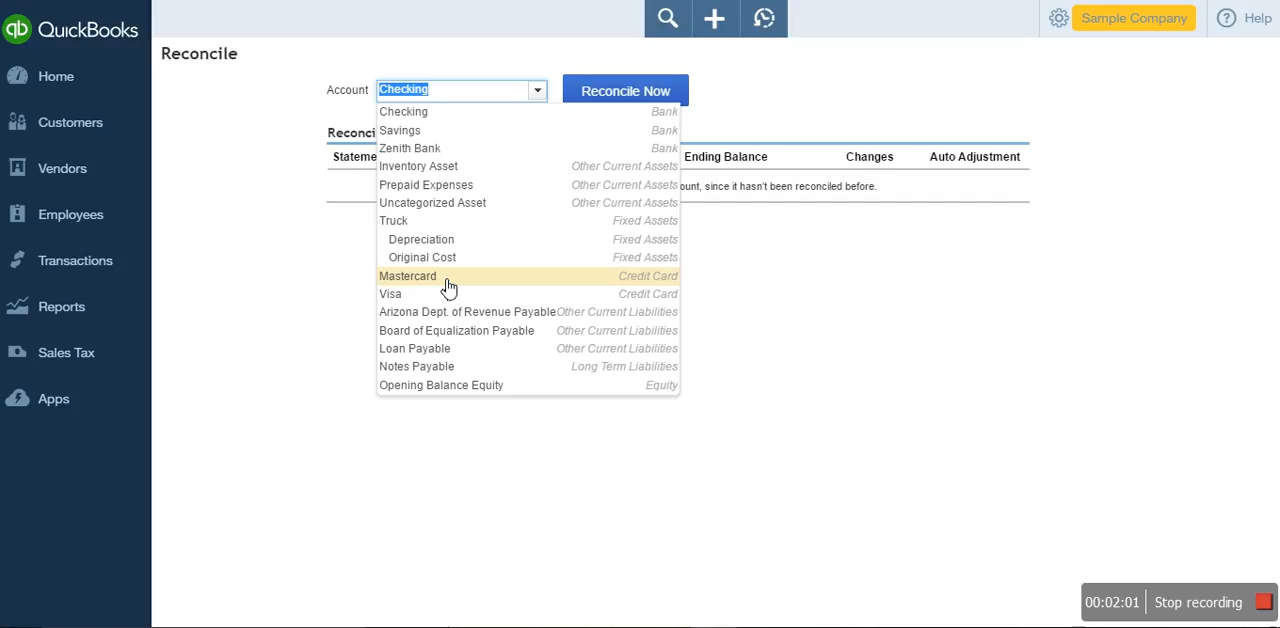 qb QuickBooks
Sample Company
? Help
Reconcile
Home
Customers
Vendors
Employees
Transactions
Reports
Sales Tax
Apps
Account Checking Reconcile Now
Checking Bank
Savings Bank
Zenith Bank Bank
Inventory Asset Other Current Assets
Prepaid Expenses Other Current Assets
Uncategorized Asset Other Current Assets
Truck Fixed Assets
Depreciation Fixed Assets
Original Cost Fixed Assets
Mastercard Credit Card
Visa Credit Card
Arizona Dept. of Revenue Payable Other Current Liabilities
Board of Equalization Payable Other Current Liabilities
Loan Payable Other Current Liabilities
Notes Payable Long Term Liabilities
Opening Balance Equity Equity
Reconci
Stateme Ending Balance Changes Auto Adjustment
ount, since it hasn't been reconciled before.
00:02:01 Stop recording